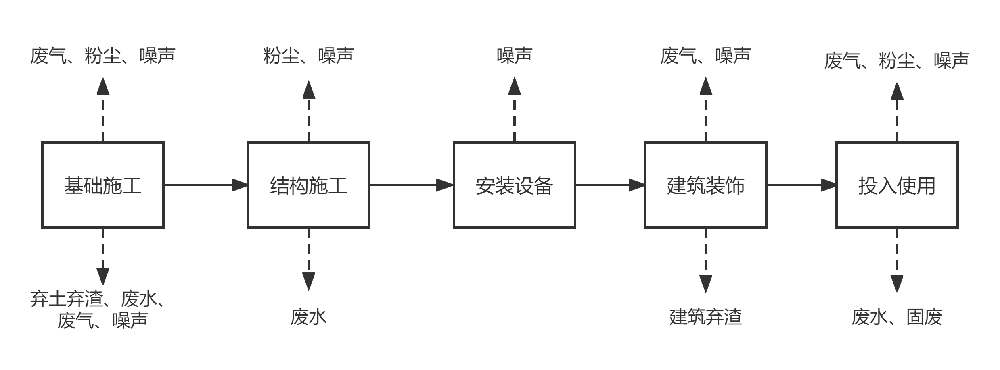 废气、粉尘、噪声
粉尘、噪声
噪声
废气、噪声
废气、粉尘、噪声
基础施工
结构施工
安装设备
建筑装饰
投入使用
弃土弃渣、废水、
废气、噪声
废水
建筑弃渣
废水、固废